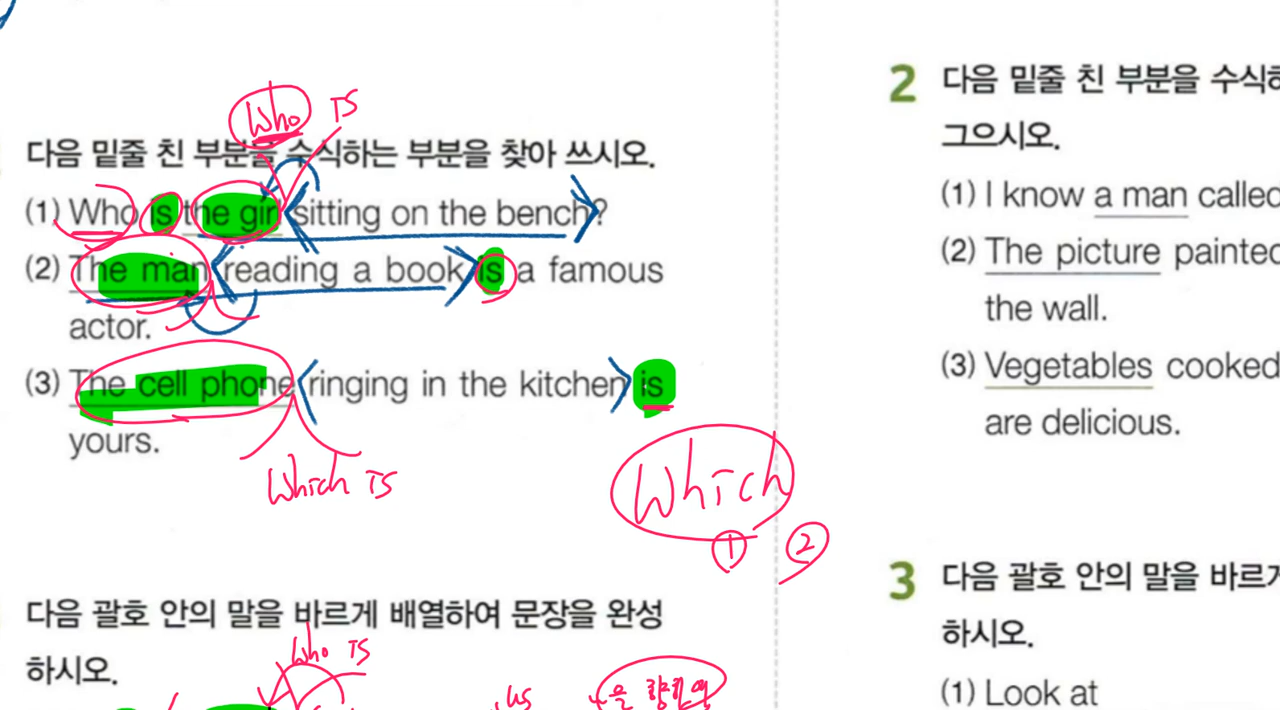 Who is
다음 밑줄 친 부분을 수식하는 부분을 찾아 쓰시오.
(1) Who is the girl sitting on the bench?
(2) The man reading a book is a famous
actor.
(3) The cell phone ringing in the kitchen is
yours.
which is
which
① ②
다음 괄호 안의 말을 바르게 배열하여 문장을 완성
하시오.
who is
2 다음 밑줄 친 부분을 수식하
그으시오.
(1) I know a man called
(2) The picture painted
the wall.
(3) Vegetables cooked
are delicious.
3 다음 괄호 안의 말을 바르게
하시오.
(1) Look at